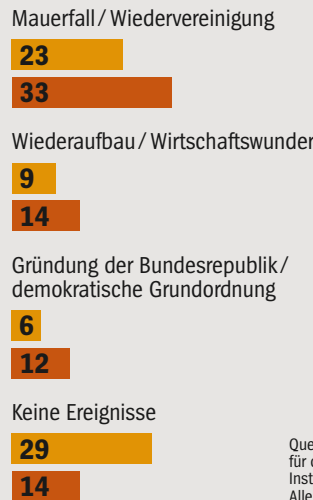 Mauerfall / Wiedervereinigung
23
33
Wiederaufbau / Wirtschaftswunder
9
14
Gründung der Bundesrepublik /
demokratische Grundordnung
6
12
Keine Ereignisse
29
14